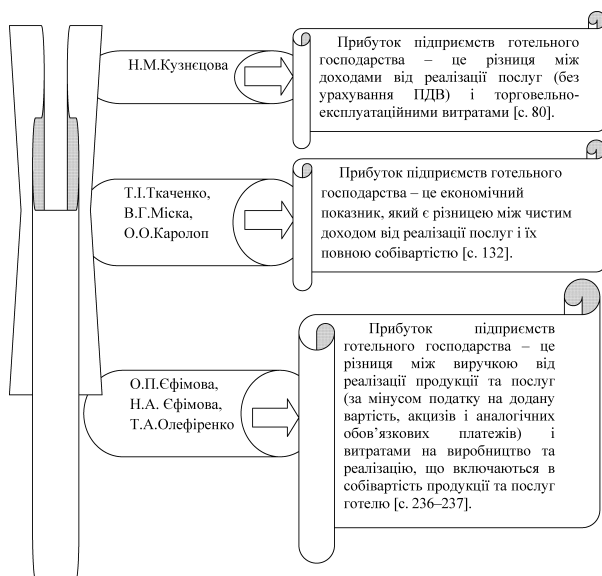 Н.М.Кузнєцова
Прибуток підприємств готельного
господарства – це різниця між
доходами від реалізації послуг (без
урахування ПДВ) і торговельно-
експлуатаційними витратами [с. 80].
Т.І.Ткаченко,
В.Г.Міска,
О.О.Каролоп
Прибуток підприємств готельного
господарства – це економічний
показник, який є різницею між чистим
доходом від реалізації послуг і їх
повною собівартістю [с. 132].
О.П.Єфімова,
Н.А. Єфімова,
Т.А.Олефіренко
Прибуток підприємств
готельного господарства – це
різниця між виручкою від
реалізації продукції та послуг
(за мінусом податку на додану
вартість, акцизів і аналогічних
обов’язкових платежів) і
витратами на виробництво та
реалізацію, що включаються в
собівартість продукції та послуг
готелю [с. 236–237].